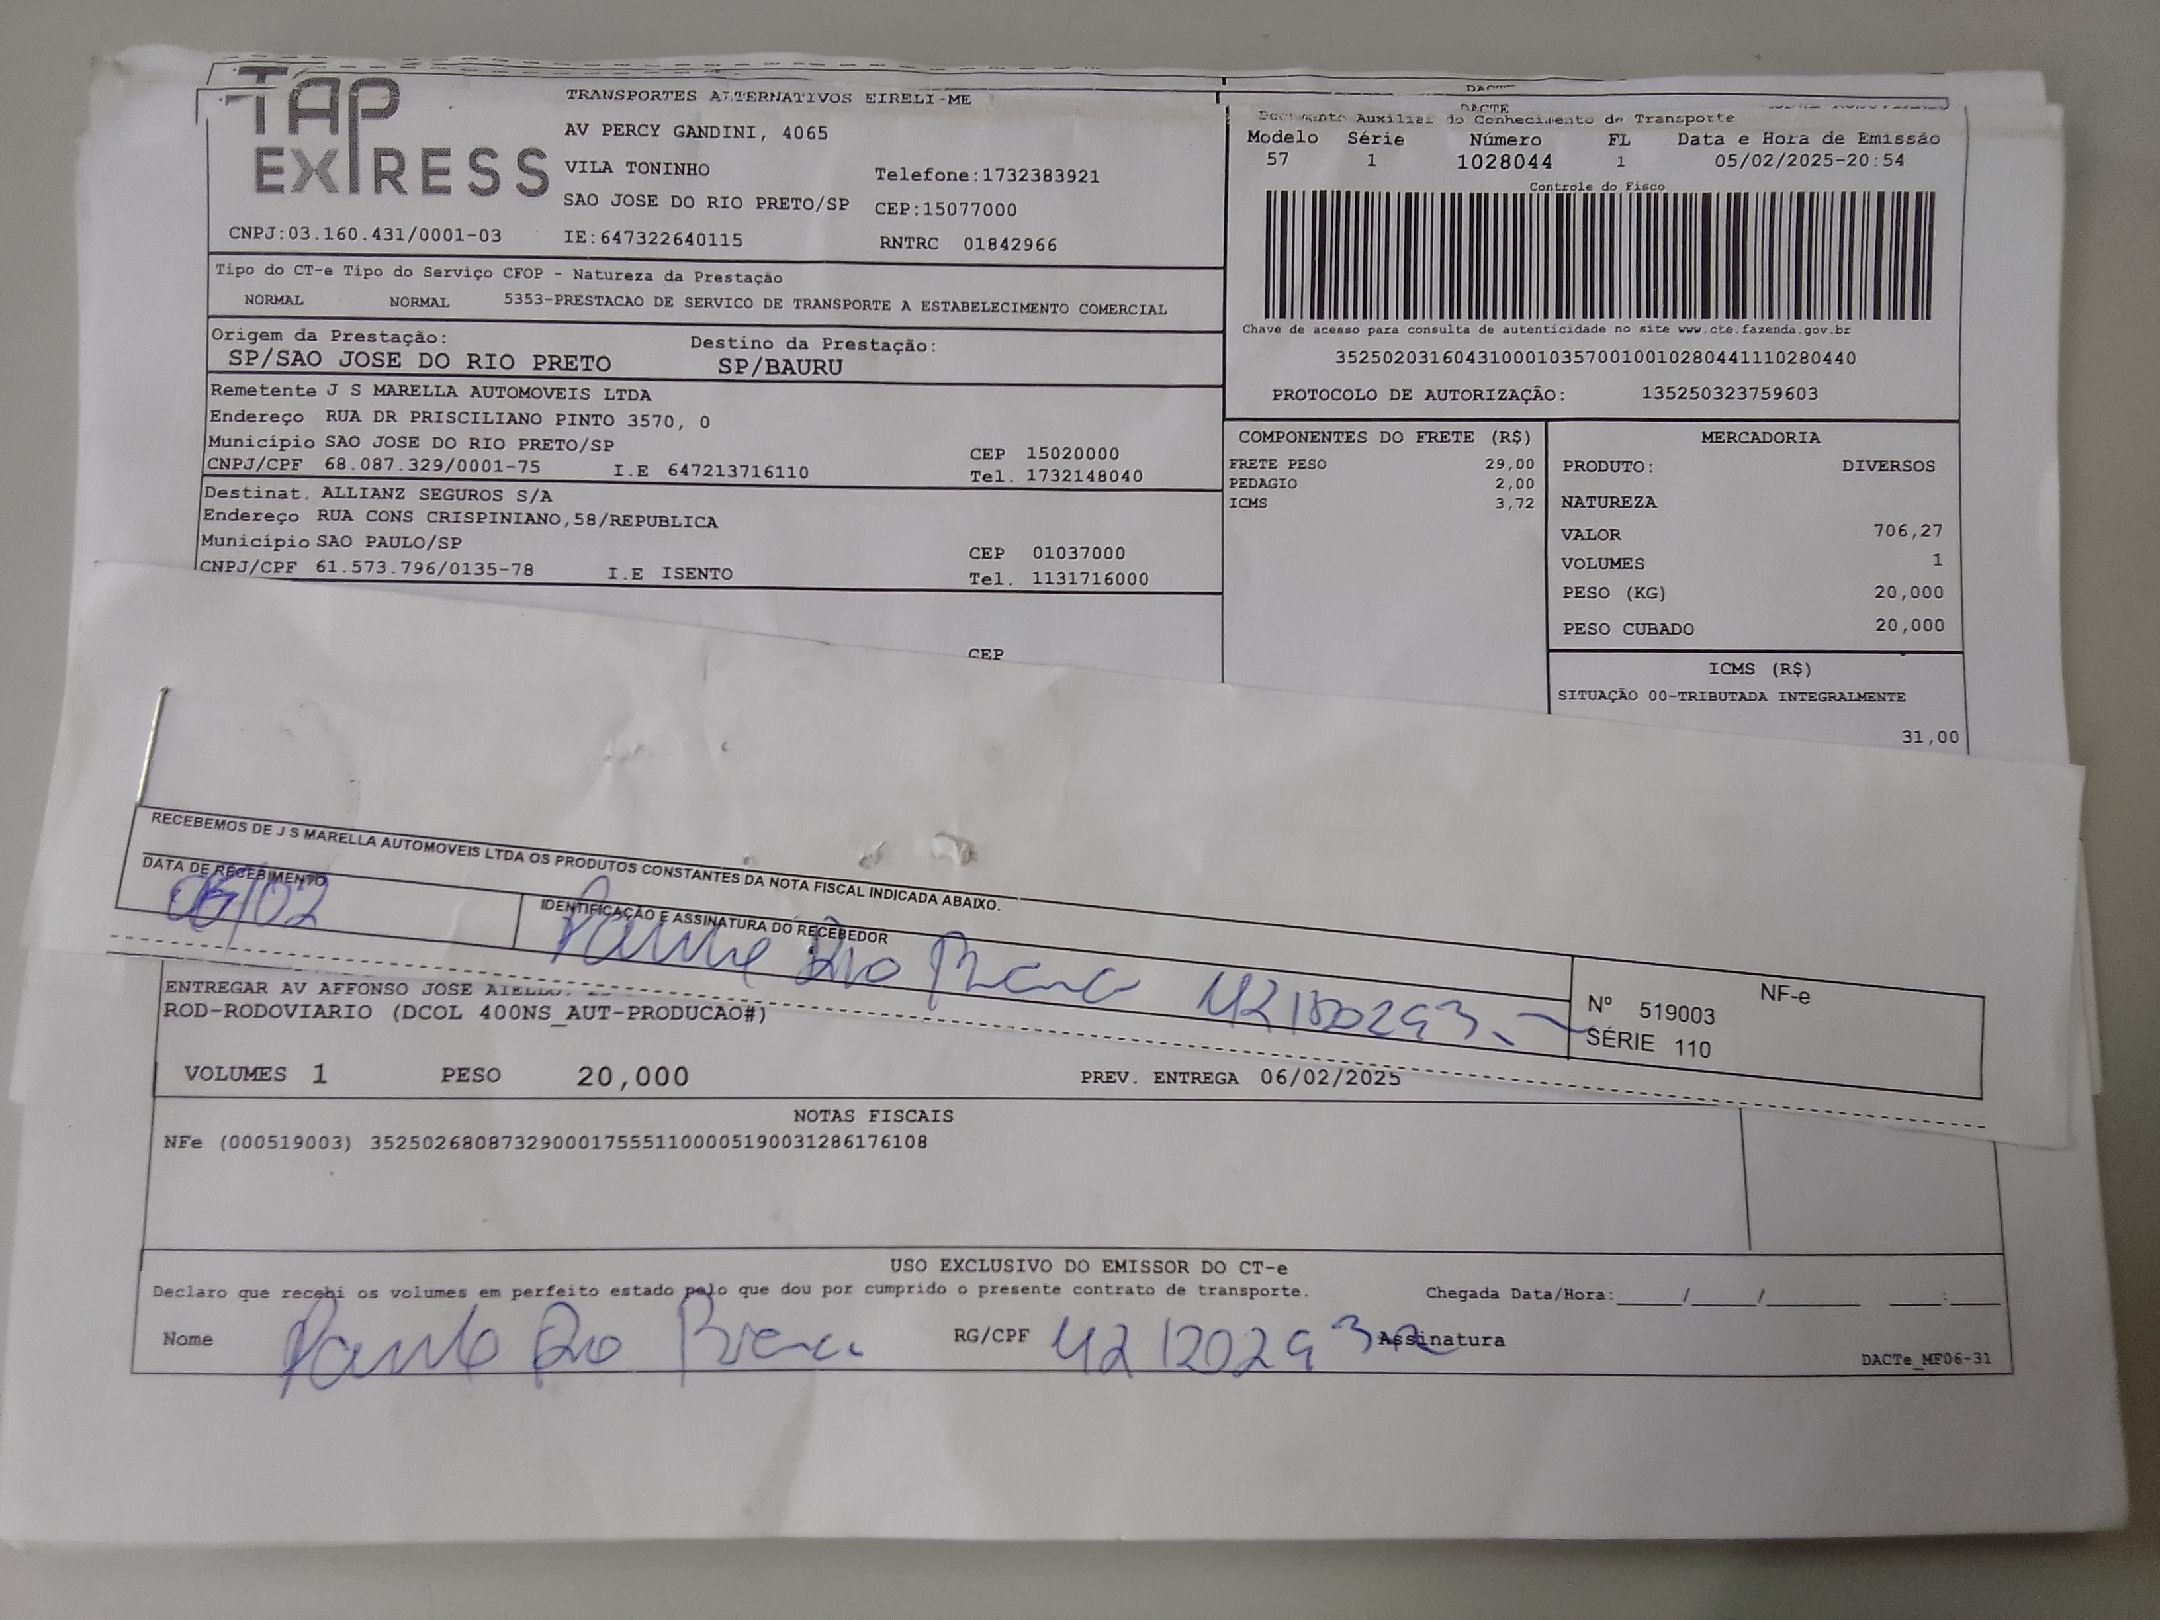 TAP EXPRESS
TRANSPORTES ALTERNATIVOS EIRELI-ME
AV PERCY GANDINI, 4065
VILA TONINHO Telefone:1732383921
SAO JOSE DO RIO PRETO/SP CEP:15077000
CNPJ:03.160.431/0001-03 IE:647322640115 RNTRC 01842966
DACTE
DACTE
Documento Auxiliar do Conhecimento de Transporte
Modelo Série Número FL Data e Hora de Emissão
57 1 1028044 1 05/02/2025-20:54
Controle do Fisco
Chave de acesso para consulta de autenticidade no site www.cte.fazenda.gov.br
35250203160431000103570010010280441110280440
PROTOCOLO DE AUTORIZAÇÃO: 135250323759603
Tipo do CT-e Tipo do Serviço CFOP - Natureza da Prestação
NORMAL NORMAL 5353-PRESTACAO DE SERVICO DE TRANSPORTE A ESTABELECIMENTO COMERCIAL
Origem da Prestação: Destino da Prestação:
SP/SAO JOSE DO RIO PRETO SP/BAURU
Remetente J S MARELLA AUTOMOVEIS LTDA
Endereço RUA DR PRISCILIANO PINTO 3570, 0
Município SAO JOSE DO RIO PRETO/SP CEP 15020000
CNPJ/CPF 68.087.329/0001-75 I.E 647213716110 Tel. 1732148040
Destinat. ALLIANZ SEGUROS S/A
Endereço RUA CONS CRISPINIANO,58/REPUBLICA
Município SAO PAULO/SP CEP 01037000
CNPJ/CPF 61.573.796/0135-78 I.E ISENTO Tel. 1131716000
CEP
COMPONENTES DO FRETE (R$)
FRETE PESO 29,00
PEDAGIO 2,00
ICMS 3,72
MERCADORIA
PRODUTO: DIVERSOS
NATUREZA
VALOR 706,27
VOLUMES 1
PESO (KG) 20,000
PESO CUBADO 20,000
ICMS (R$)
SITUAÇÃO 00-TRIBUTADA INTEGRALMENTE
31,00
RECEBEMOS DE J S MARELLA AUTOMOVEIS LTDA OS PRODUTOS CONSTANTES DA NOTA FISCAL INDICADA ABAIXO.
DATA DE RECEBIMENTO IDENTIFICAÇÃO E ASSINATURA DO RECEBEDOR
06/02
NF-e
Nº 519003
SÉRIE 110
ENTREGAR AV AFFONSO JOSE AIELLO,
ROD-RODOVIARIO (DCOL 400NS_AUT-PRODUCAO#)
VOLUMES 1 PESO 20,000 PREV. ENTREGA 06/02/2025
NOTAS FISCAIS
NFe (000519003) 35250268087329000175551100005190031286176108
USO EXCLUSIVO DO EMISSOR DO CT-e
Declaro que recebi os volumes em perfeito estado pelo que dou por cumprido o presente contrato de transporte. Chegada Data/Hora:_____/_____/_______ ____:____
Nome RG/CPF Assinatura
DACTe_MF06-31